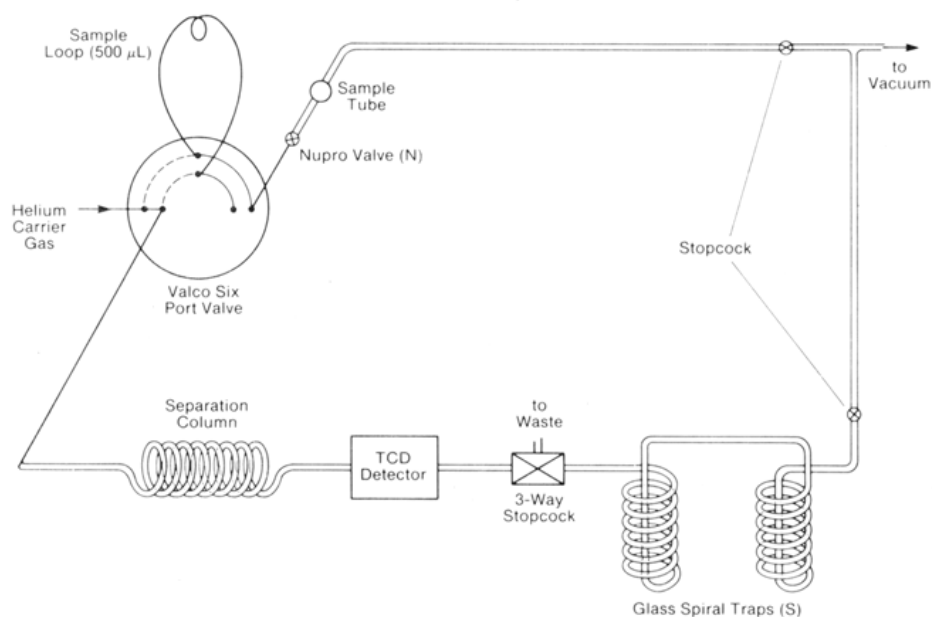 Sample
Loop (500 μL)
to
Vacuum
Sample
Tube
Nupro Valve (N)
Helium
Carrier
Gas
Stopcock
Valco Six
Port Valve
Separation
Column
to
Waste
TCD
Detector
3-Way
Stopcock
Glass Spiral Traps (S)